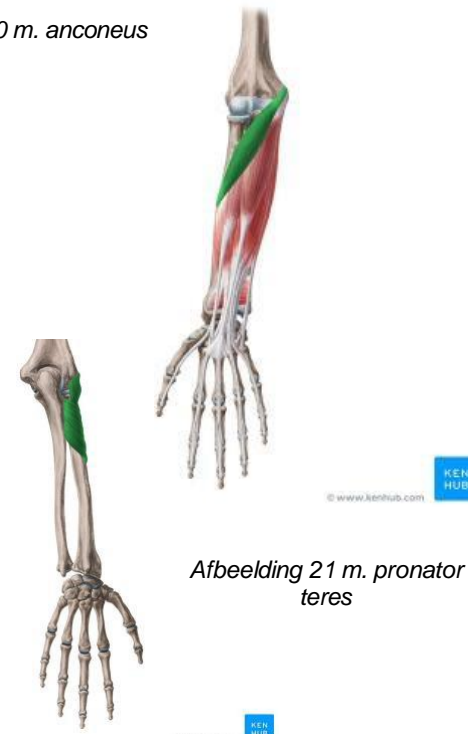 0 m. anconeus
KEN
HUB
© www.kenhub.com
Afbeelding 21 m. pronator
teres
KEN
HUB